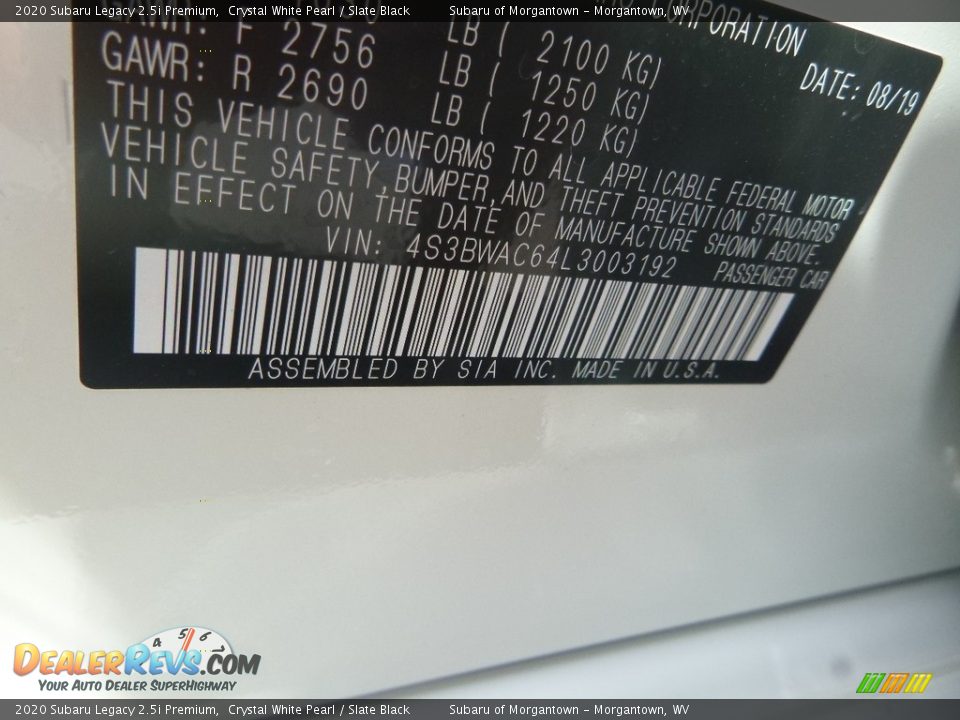 2020 Subaru Legacy 2.5i Premium, Crystal White Pearl / Slate Black Subaru of Morgantown - Morgantown, WV
CORPORATION
LB ( 2100 KG)
DATE: 08/19
GAWR: F 2756 LB ( 1250 KG)
GAWR: R 2690 LB ( 1220 KG)
THIS VEHICLE CONFORMS TO ALL APPLICABLE FEDERAL MOTOR
VEHICLE SAFETY,BUMPER,AND THEFT PREVENTION STANDARDS
IN EFFECT ON THE DATE OF MANUFACTURE SHOWN ABOVE.
VIN: 4S3BWAC64L3003192 PASSENGER CAR
ASSEMBLED BY SIA INC. MADE IN U.S.A.
4 5 6
DealerRevs.com
Your Auto Dealer SuperHighway
2020 Subaru Legacy 2.5i Premium, Crystal White Pearl / Slate Black Subaru of Morgantown - Morgantown, WV